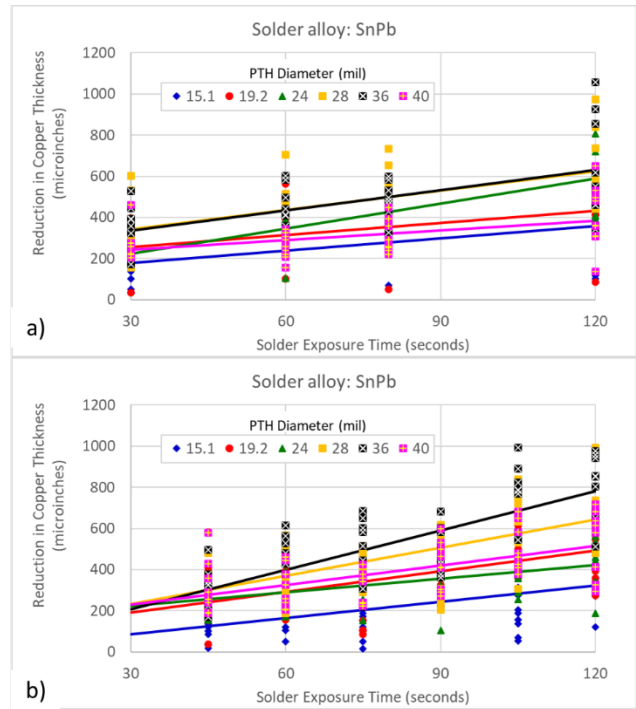 Solder alloy: SnPb
PTH Diameter (mil)
15.1 19.2 24 28 36 40
Reduction in Copper Thickness
(microinches)
1200
1000
800
600
400
200
0
30 60 90 120
Solder Exposure Time (seconds)
a)
Solder alloy: SnPb
PTH Diameter (mil)
15.1 19.2 24 28 36 40
Reduction in Copper Thickness
(microinches)
1200
1000
800
600
400
200
0
30 60 90 120
Solder Exposure Time (seconds)
b)